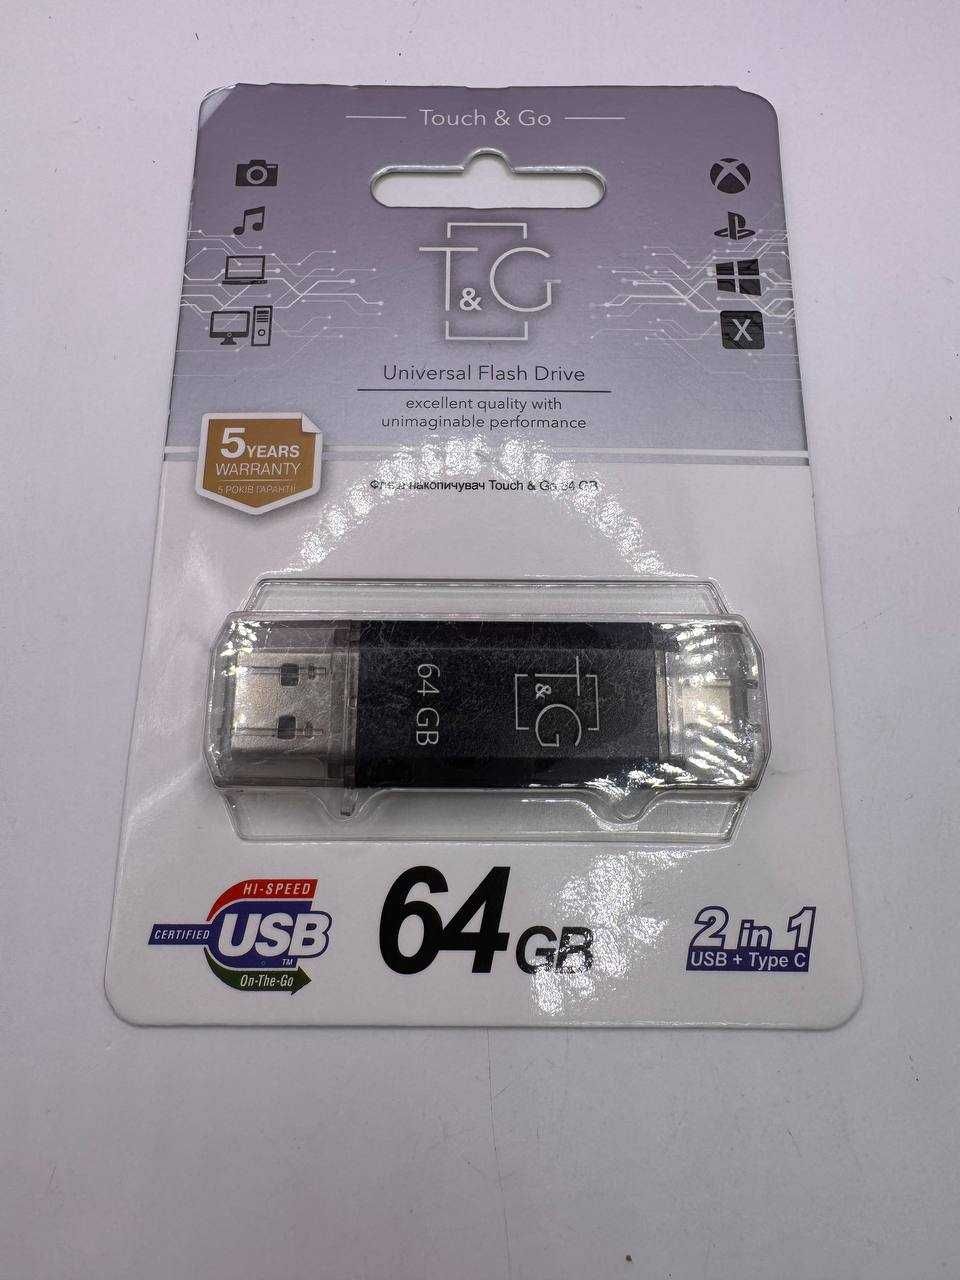 Touch & Go
T&G
Universal Flash Drive
excellent quality with
unimaginable performance
5 YEARS
WARRANTY
5 РОКІВ ГАРАНТІЇ
Флеш накопичувач Touch & Go 64 GB
64 GB
T&G
HI-SPEED
CERTIFIED
USB
TM
On-The-Go
64 GB
2 in 1
USB + Type C
X